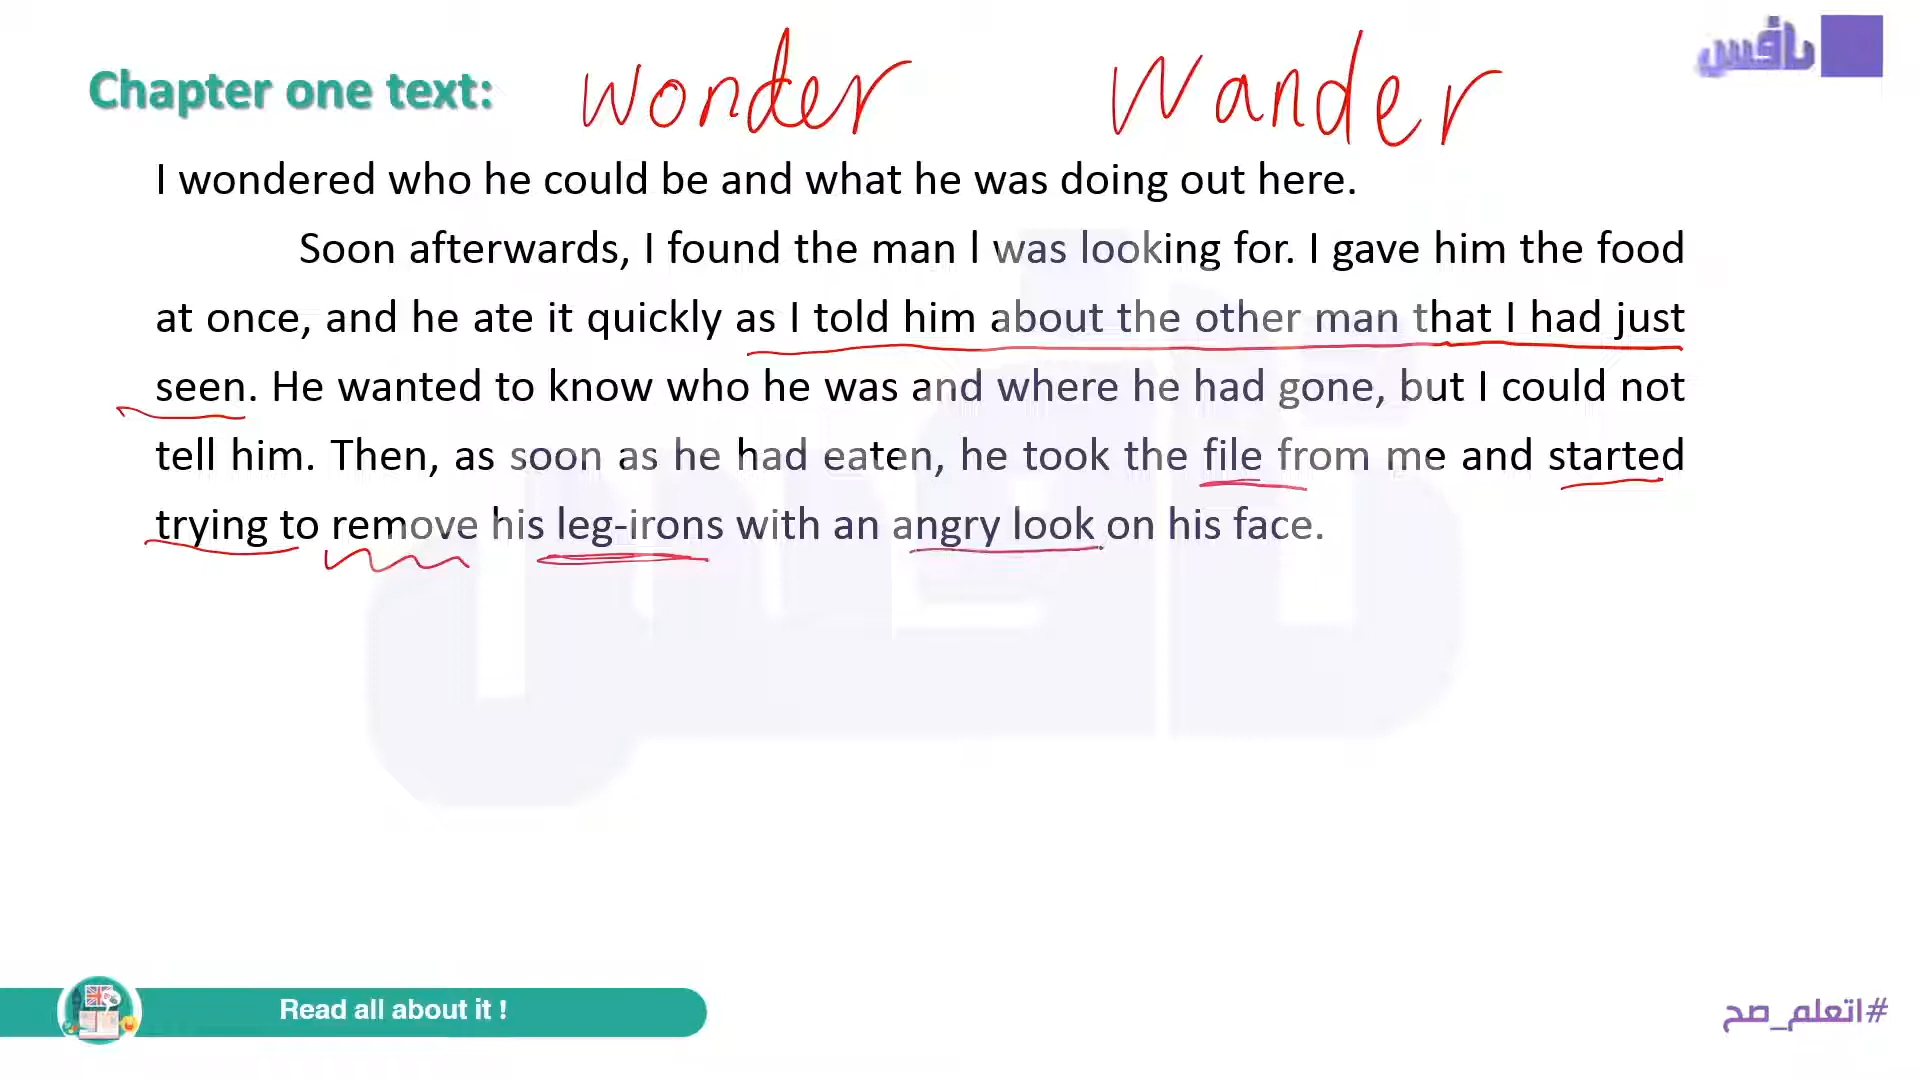 Chapter one text:
wonder
wander
نافس
I wondered who he could be and what he was doing out here.
Soon afterwards, I found the man l was looking for. I gave him the food
at once, and he ate it quickly as I told him about the other man that I had just
seen. He wanted to know who he was and where he had gone, but I could not
tell him. Then, as soon as he had eaten, he took the file from me and started
trying to remove his leg-irons with an angry look on his face.
Read all about it !
#اتعلم_صح